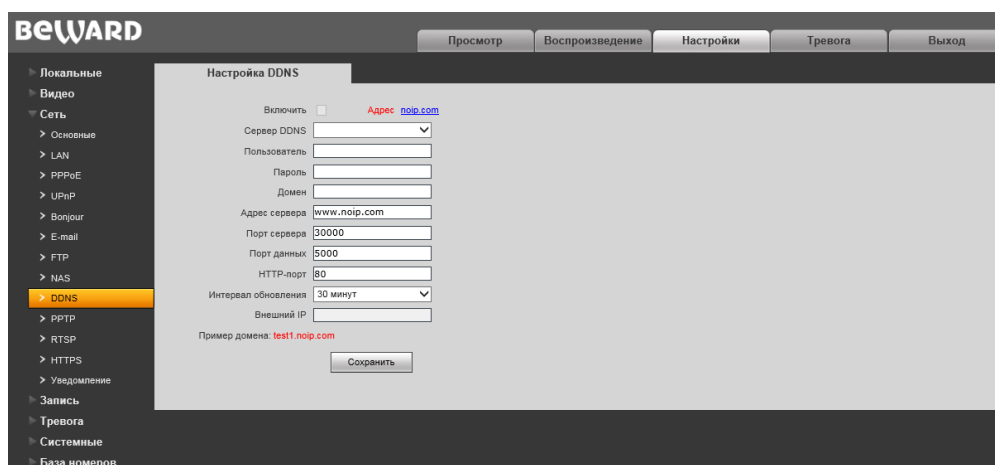 BEWARD
Просмотр
Воспроизведение
Настройки
Тревога
Выход
Локальные
Видео
Сеть
Основные
LAN
PPPoE
UPnP
Bonjour
E-mail
FTP
NAS
DDNS
PPTP
RTSP
HTTPS
Уведомление
Запись
Тревога
Системные
База номеров
Настройка DDNS
Включить Адрес noip.com
Сервер DDNS
Пользователь
Пароль
Домен
Адрес сервера www.noip.com
Порт сервера 30000
Порт данных 5000
HTTP-порт 80
Интервал обновления 30 минут
Внешний IP
Пример домена: test1.noip.com
Сохранить